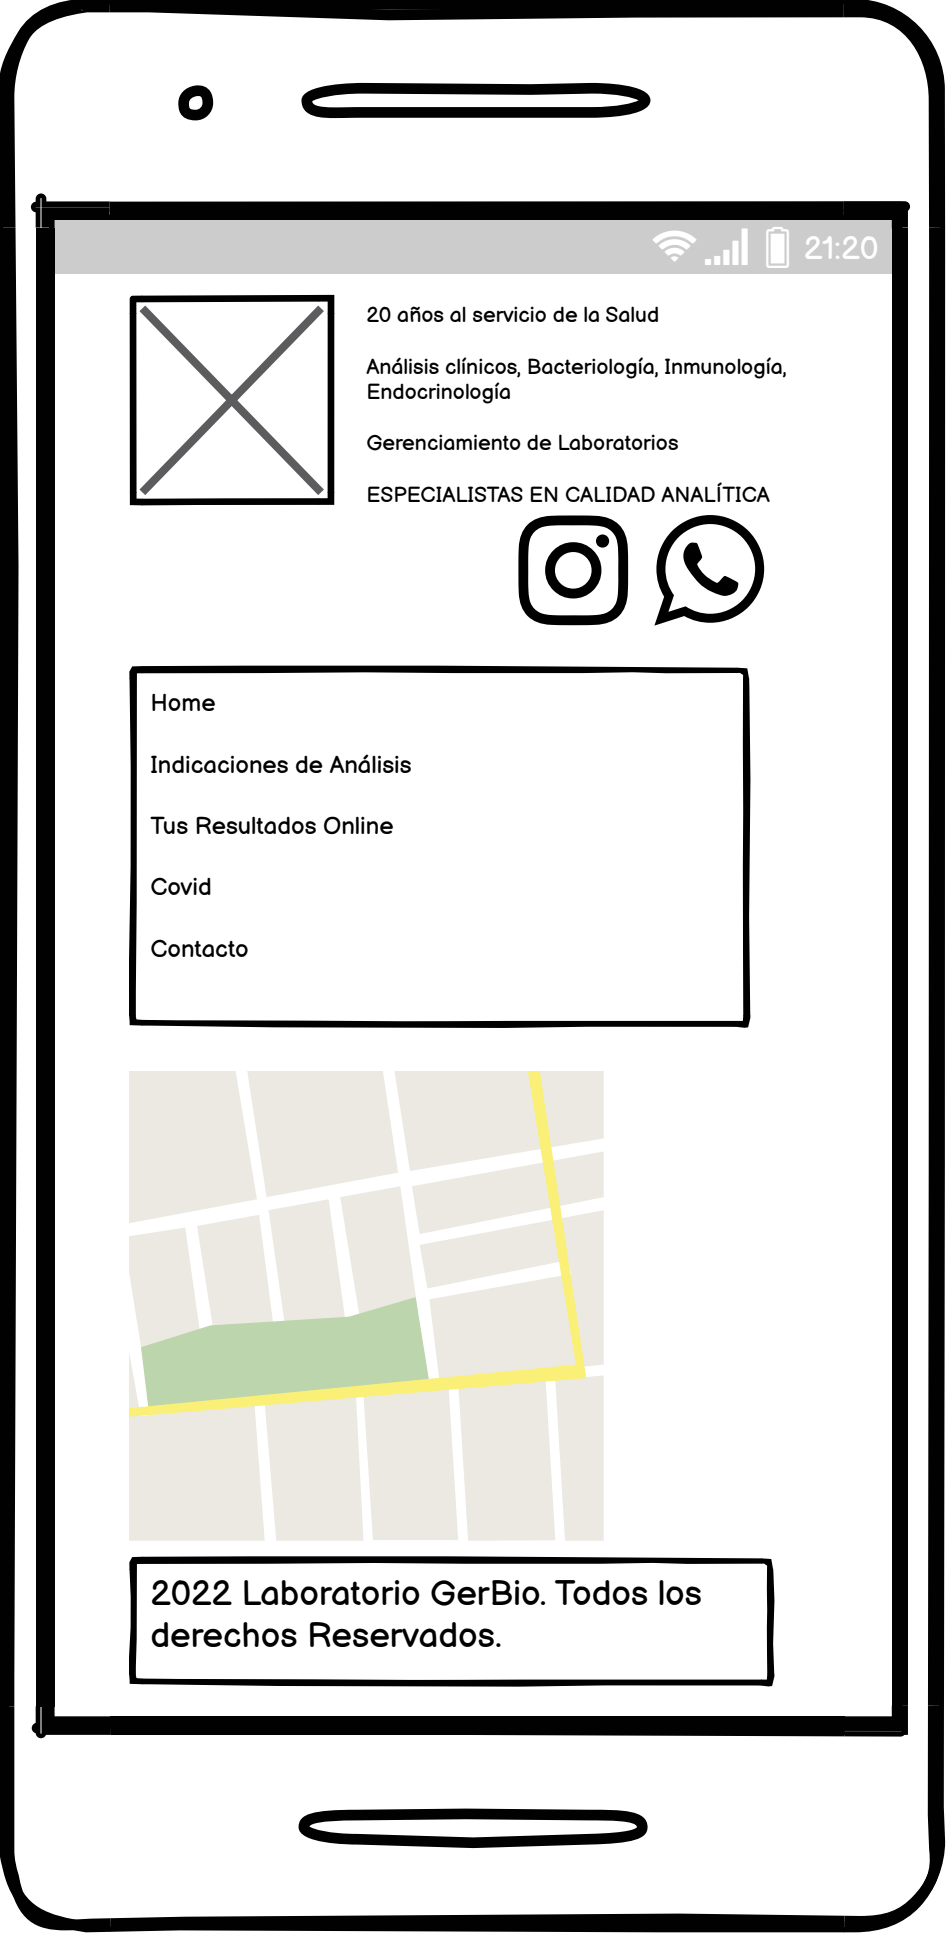 21:20
20 años al servicio de la Salud
Análisis clínicos, Bacteriología, Inmunología,
Endocrinología
Gerenciamiento de Laboratorios
ESPECIALISTAS EN CALIDAD ANALÍTICA
Home
Indicaciones de Análisis
Tus Resultados Online
Covid
Contacto
2022 Laboratorio GerBio. Todos los
derechos Reservados.